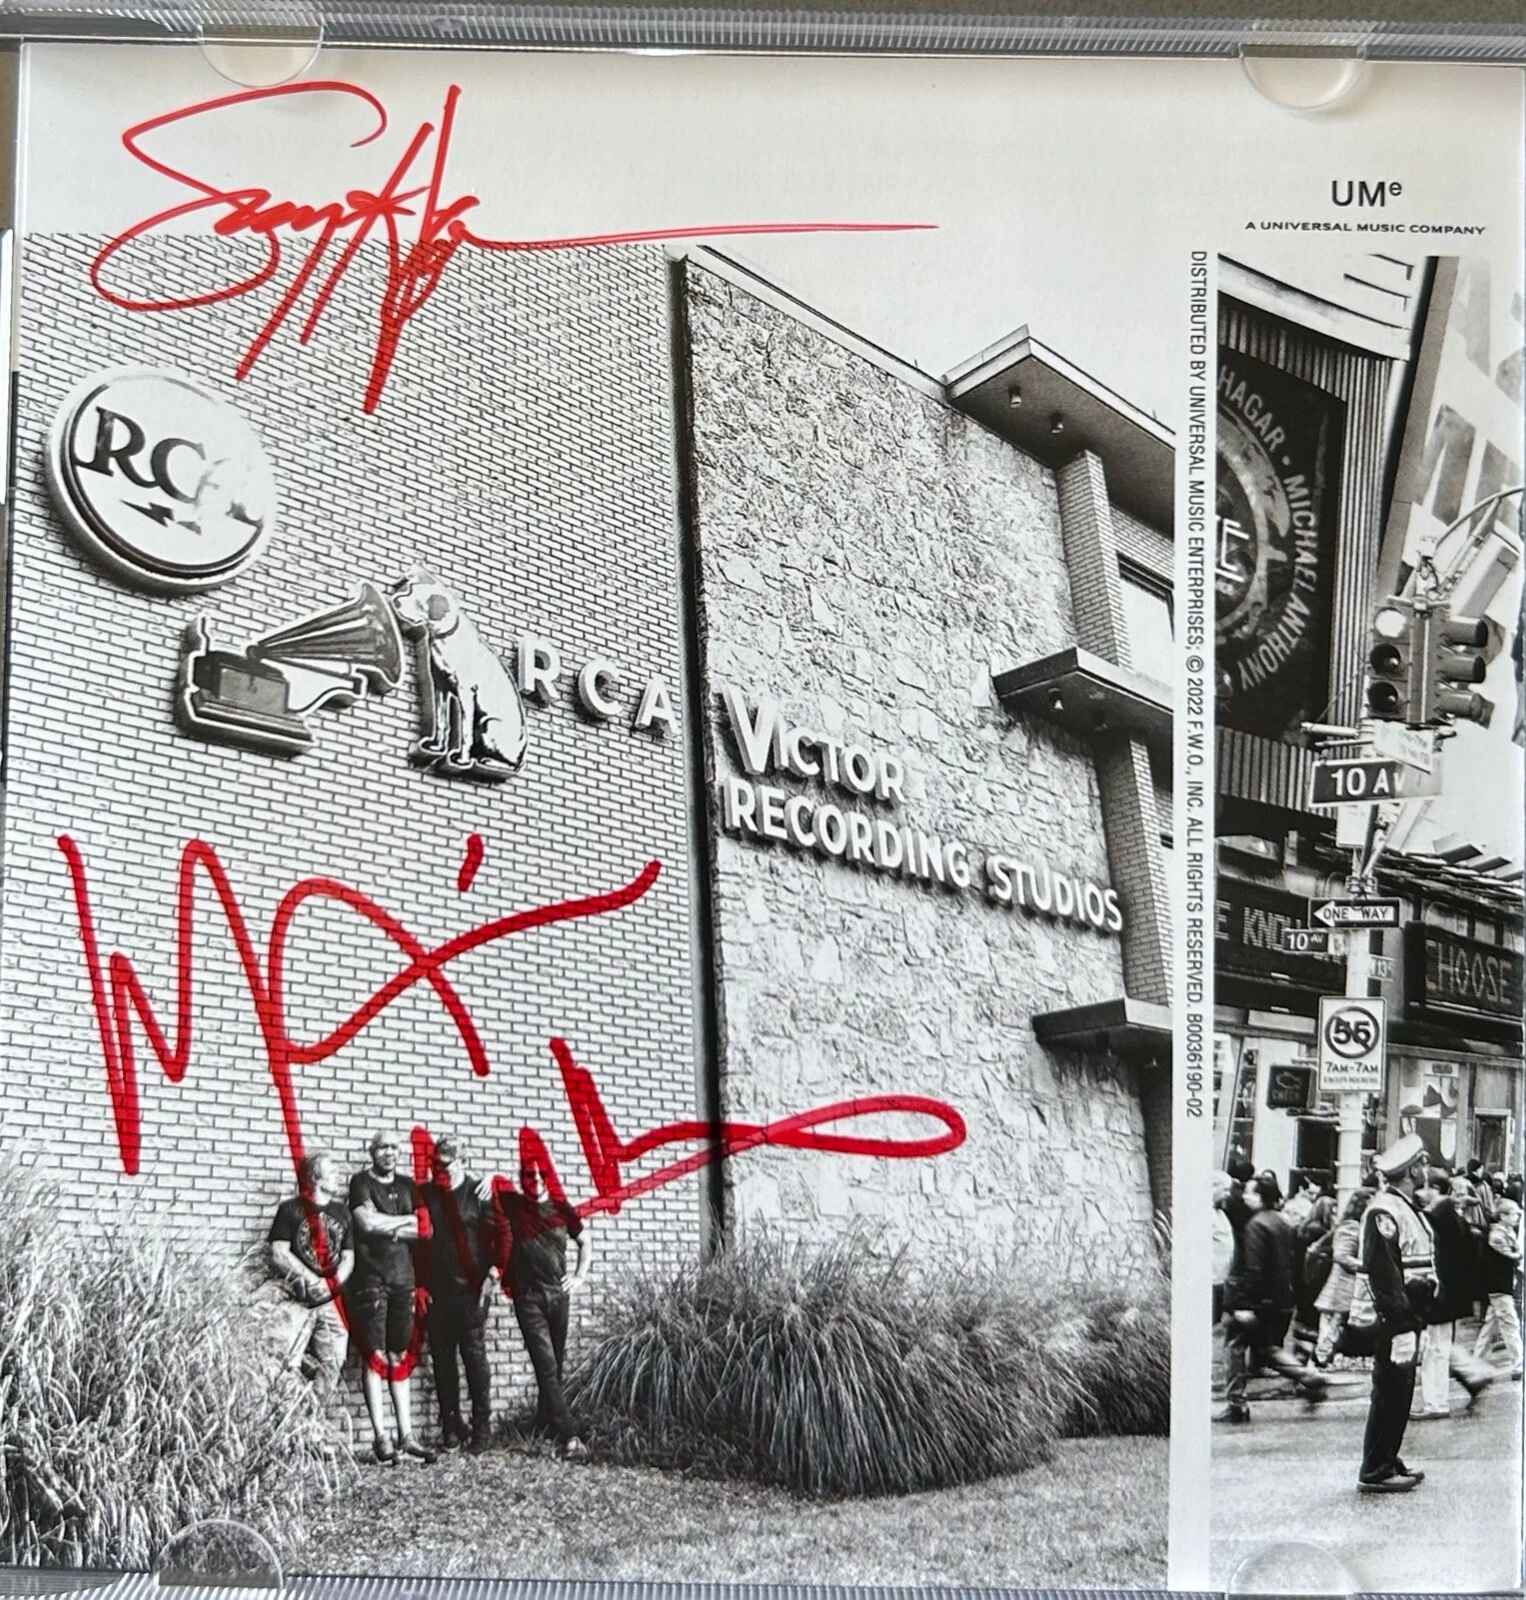 UMe
A UNIVERSAL MUSIC COMPANY
RCA
RCA VICTOR
RECORDING STUDIOS
DISTRIBUTED BY UNIVERSAL MUSIC ENTERPRISES, © 2022 F.W.O., INC. ALL RIGHTS RESERVED. B0036190-02
HAGAR · MICHAEL ANTHONY
10 AV
ONE WAY
10 AV
CHOOSE
55
7AM-7AM